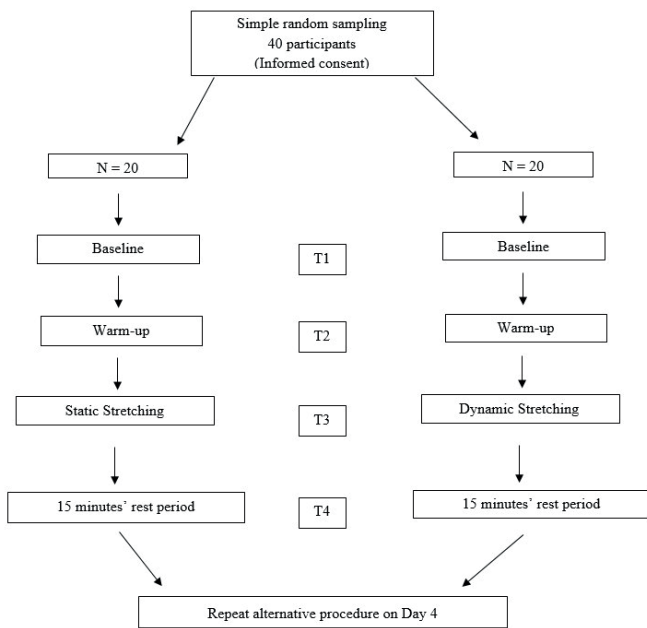 Simple random sampling
40 participants
(Informed consent)
N = 20
N = 20
Baseline
T1
Baseline
Warm-up
T2
Warm-up
Static Stretching
T3
Dynamic Stretching
15 minutes’ rest period
T4
15 minutes’ rest period
Repeat alternative procedure on Day 4